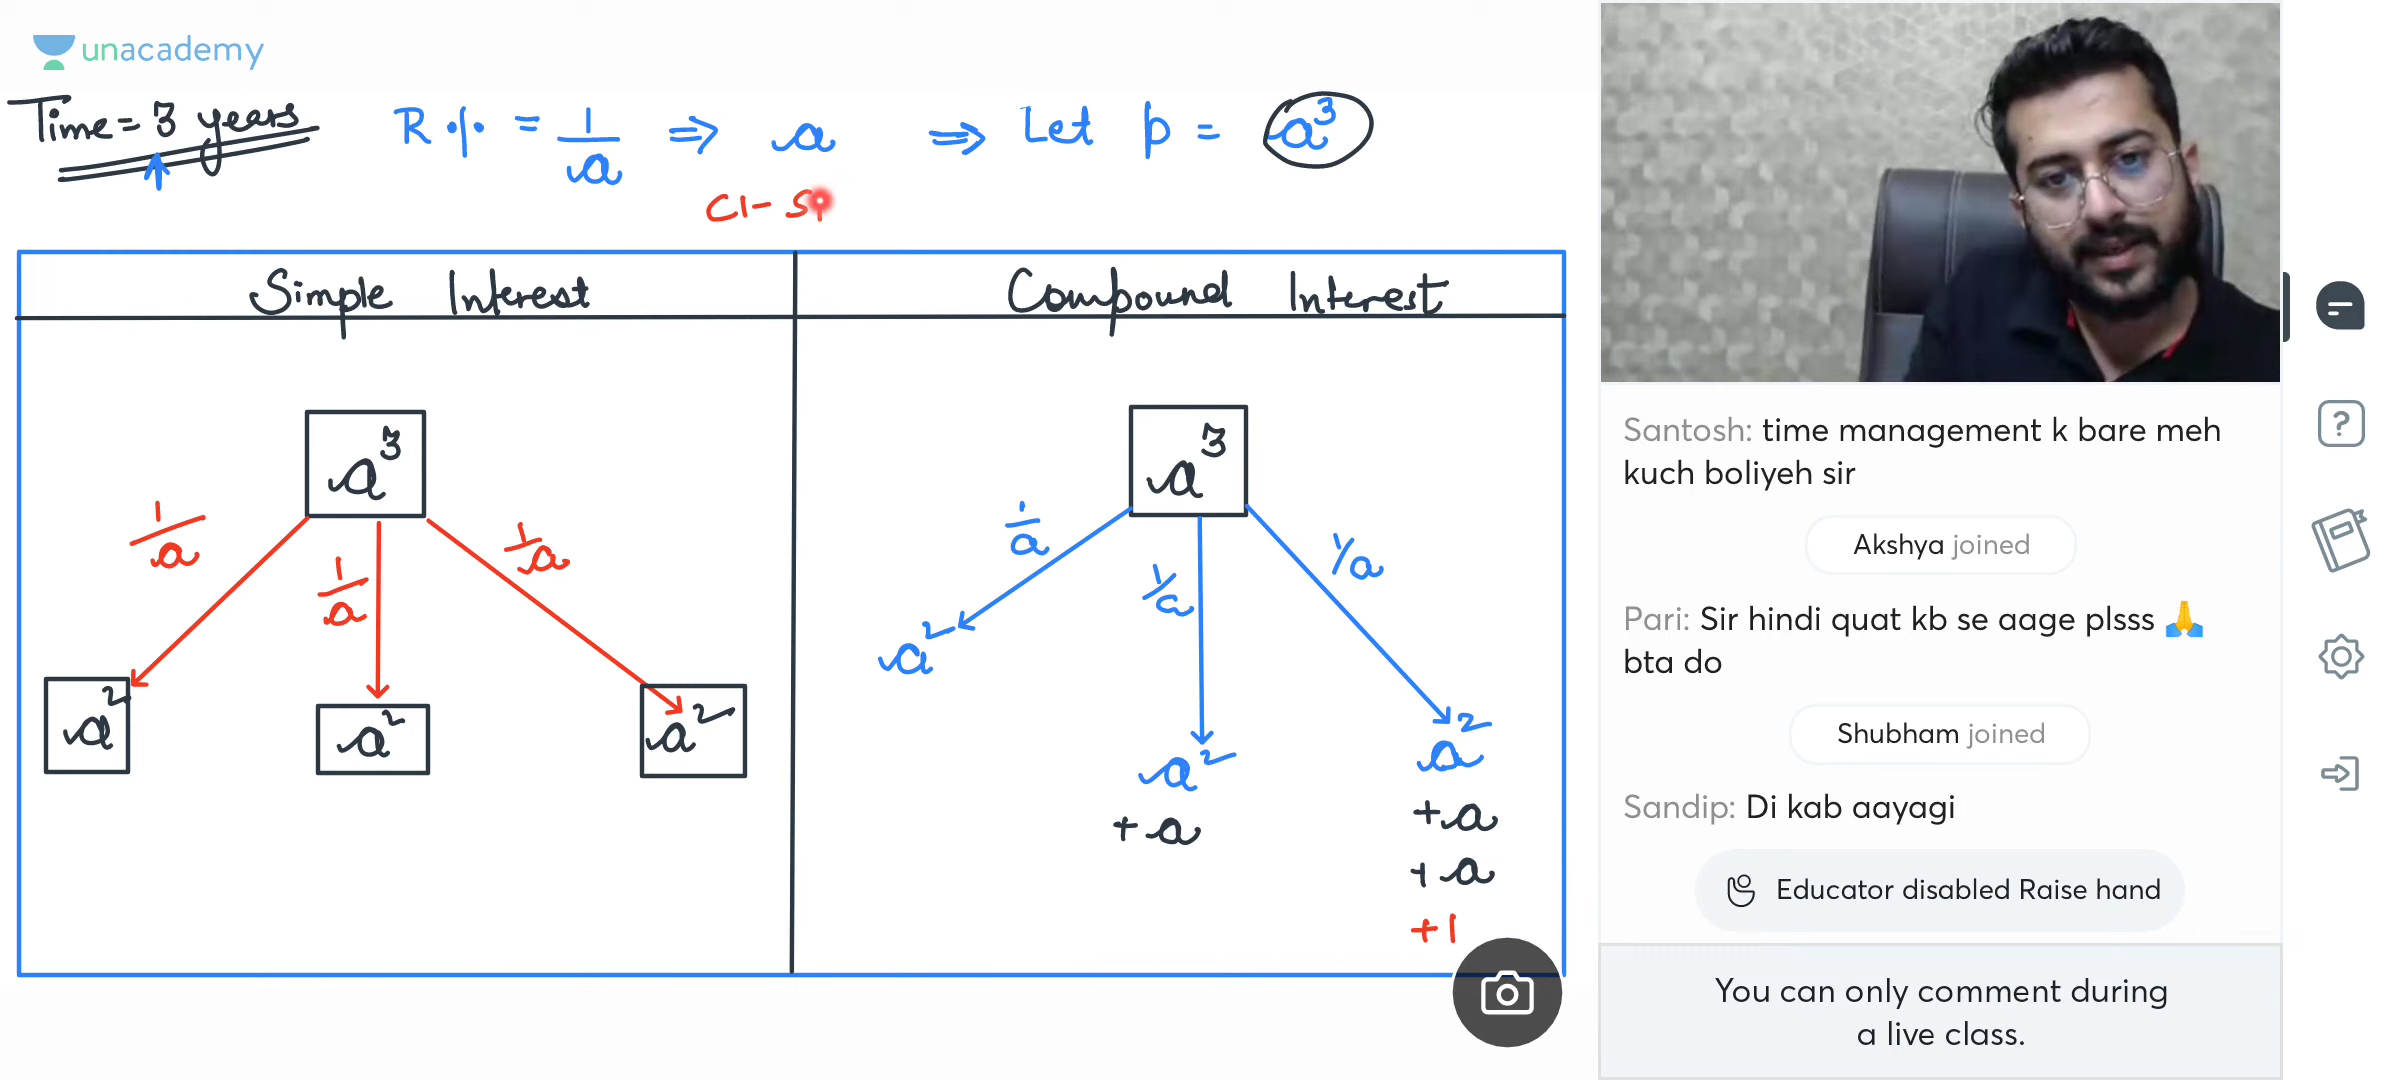 unacademy
Time = 3 years R% = 1/a ⇒ a ⇒ Let p = a³
CI - S
Simple Interest
Compound Interest
a³
1/a 1/a 1/a
a² a² a²
a³
1/a 1/a 1/a
a² a² a²
+a +a
+a
+1
Santosh: time management k bare meh
kuch boliyeh sir
Akshya joined
Pari: Sir hindi quat kb se aage plsss 🙏
bta do
Shubham joined
Sandip: Di kab aayagi
Educator disabled Raise hand
You can only comment during
a live class.